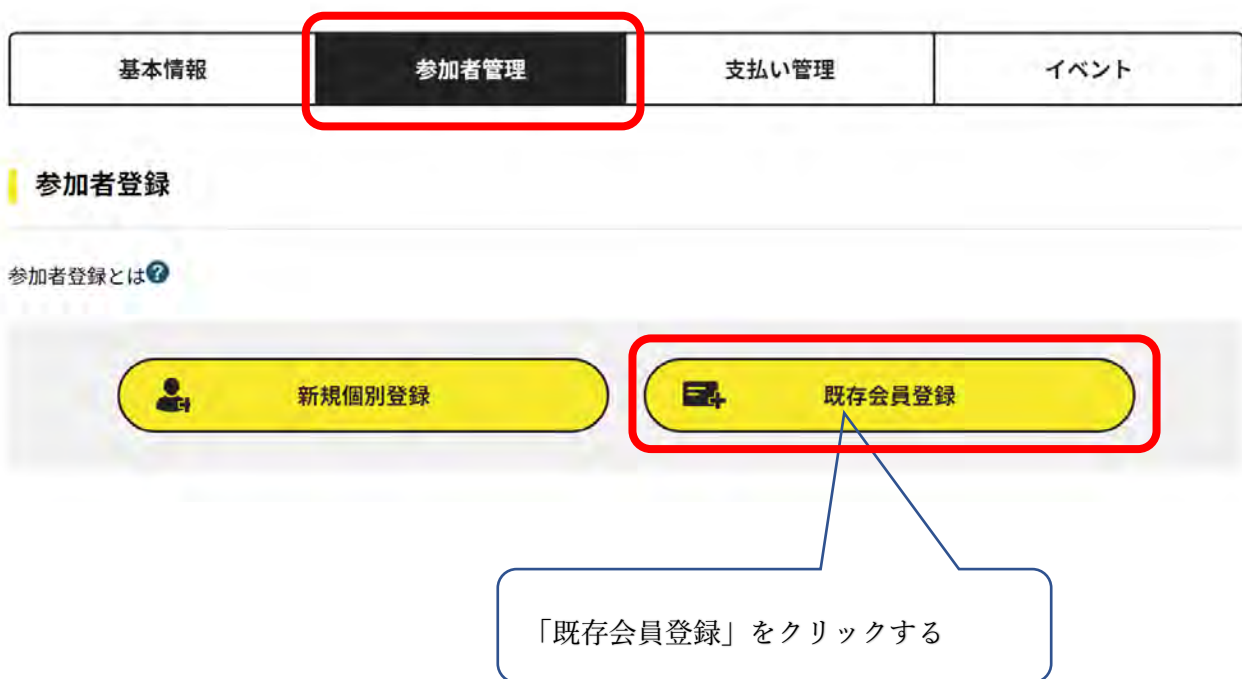 基本情報 参加者管理 支払い管理 イベント
参加者登録
参加者登録とは?
新規個別登録 既存会員登録
「既存会員登録」をクリックする